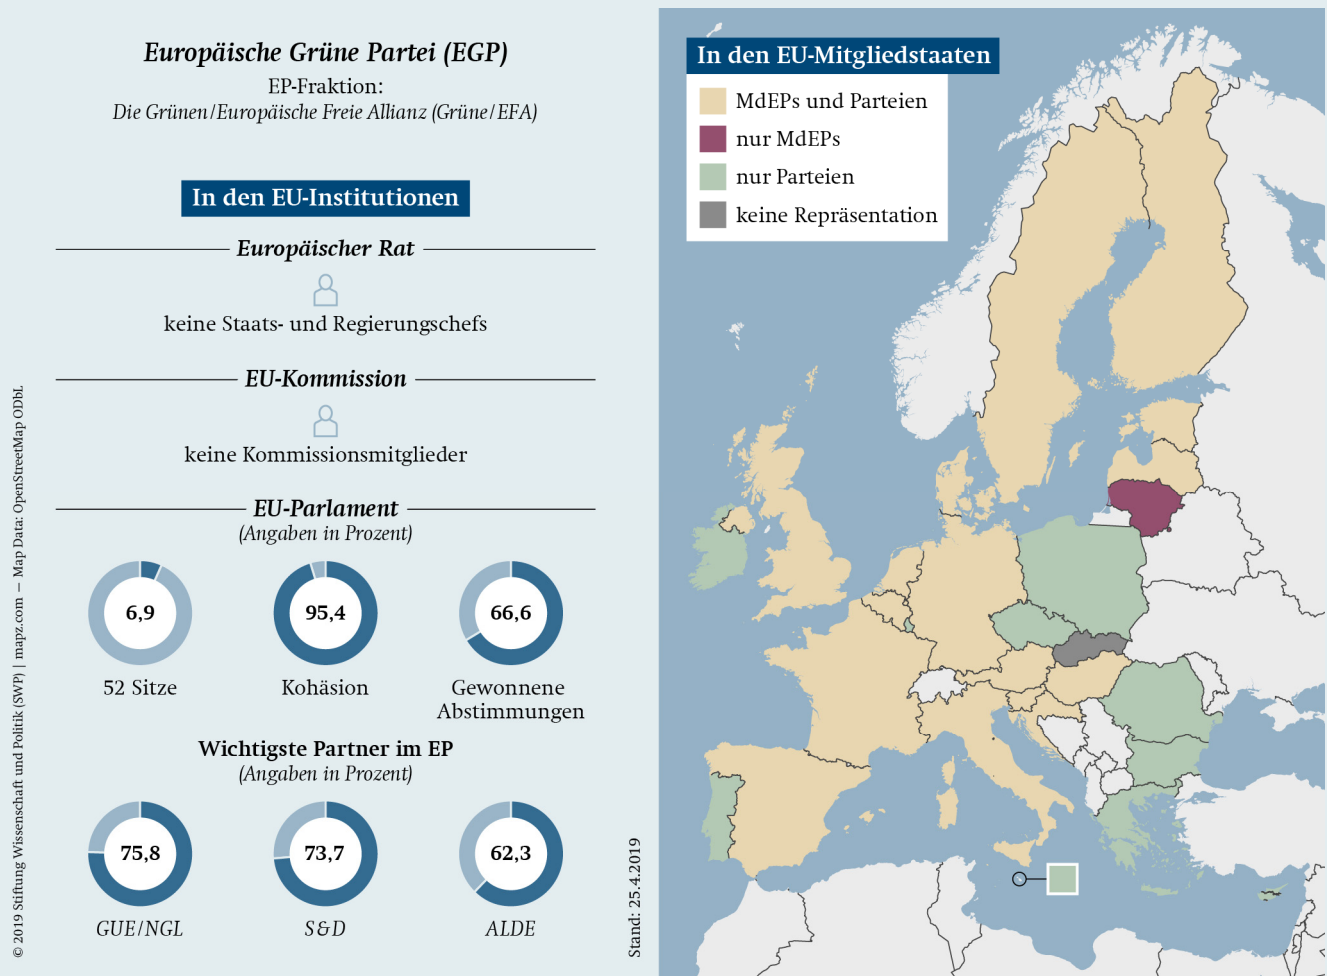 Europäische Grüne Partei (EGP)
EP-Fraktion:
Die Grünen/Europäische Freie Allianz (Grüne/EFA)
In den EU-Institutionen
Europäischer Rat
keine Staats- und Regierungschefs
EU-Kommission
keine Kommissionsmitglieder
EU-Parlament
(Angaben in Prozent)
6,9
95,4
66,6
52 Sitze
Kohäsion
Gewonnene
Abstimmungen
Wichtigste Partner im EP
(Angaben in Prozent)
75,8
73,7
62,3
GUE/NGL
S&D
ALDE
© 2019 Stiftung Wissenschaft und Politik (SWP) | mapz.com – Map Data: OpenStreetMap ODbL
Stand: 25.4.2019
In den EU-Mitgliedstaaten
MdEPs und Parteien
nur MdEPs
nur Parteien
keine Repräsentation